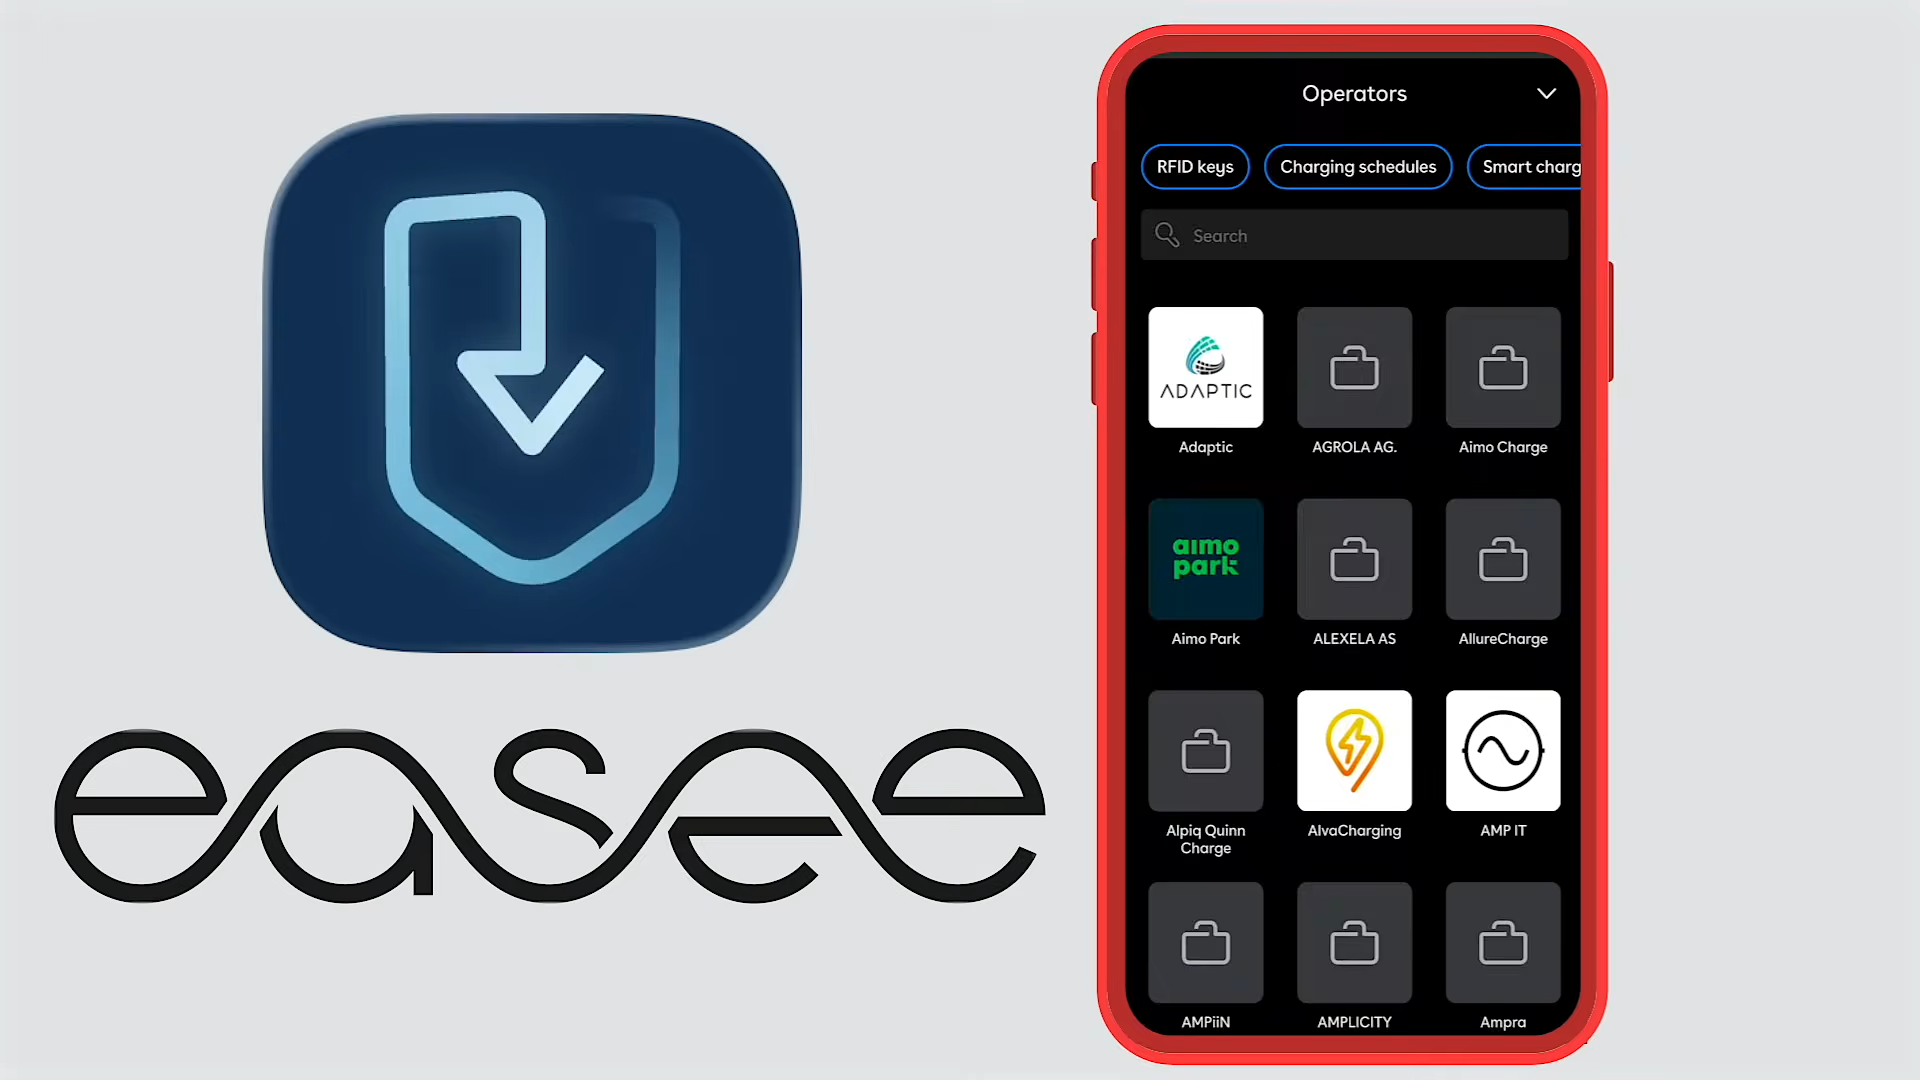 easee
Operators
RFID keys
Charging schedules
Smart charg
Search
ADAPTIC
Adaptic
AGROLA AG.
Aimo Charge
aimo
park
Aimo Park
ALEXELA AS
AllureCharge
Alpiq Quinn
Charge
AlvaCharging
AMP IT
AMPiiN
AMPLICITY
Ampra